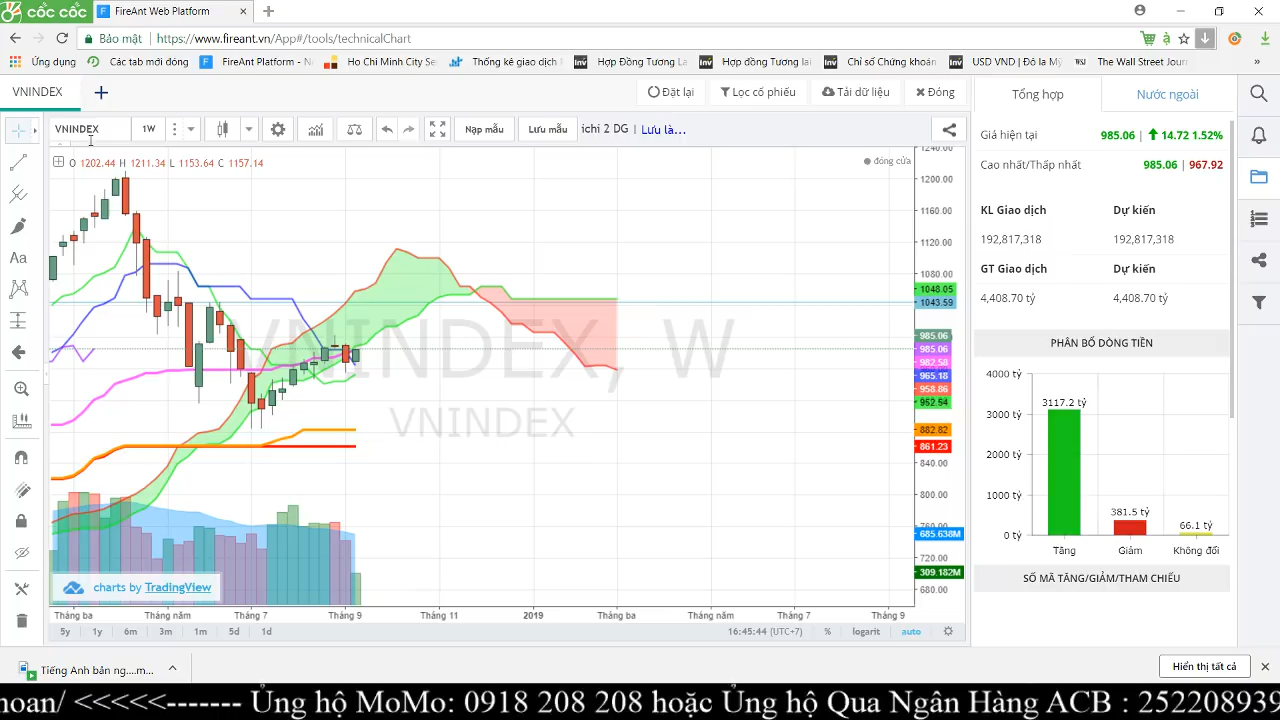 cốc cốc
FireAnt Web Platform
Bảo mật | https://www.fireant.vn/App#/tools/technicalChart
Ứng dụng
Các tab mới đóng
FireAnt Platform - N
Ho Chi Minh City Se
Thống kê giao dịch
Hợp Đồng Tương La
Hợp đồng Tương lai
Chỉ số Chứng khoán
USD VND | Đô la Mỹ
The Wall Street Jour
VNINDEX
Đặt lại
Lọc cổ phiếu
Tải dữ liệu
Đóng
VNINDEX
1W
Nạp mẫu
Lưu mẫu
ichi 2 DG | Lưu là...
O 1202.44 H 1211.34 L 1153.64 C 1157.14
đóng cửa
VNINDEX, W
VNINDEX
1240.00
1200.00
1160.00
1120.00
1080.00
1048.05
1043.59
985.06
985.06
982.58
965.18
958.86
952.54
882.82
861.23
840.00
800.00
760.00
685.638M
720.00
309.182M
680.00
charts by TradingView
Tháng ba
Tháng năm
Tháng 7
Tháng 9
Tháng 11
2019
Tháng ba
Tháng năm
Tháng 7
Tháng 9
5y 1y 6m 3m 1m 5d 1d
16:45:44 (UTC+7) % logarit auto
Tổng hợp
Nước ngoài
Giá hiện tại 985.06 | 14.72 1.52%
Cao nhất/Thấp nhất 985.06 | 967.92
KL Giao dịch Dự kiến
192,817,318 192,817,318
GT Giao dịch Dự kiến
4,408.70 tỷ 4,408.70 tỷ
PHÂN BỔ DÒNG TIỀN
4000 tỷ
3000 tỷ
2000 tỷ
1000 tỷ
0 tỷ
3117.2 tỷ
381.5 tỷ
66.1 tỷ
Tăng Giảm Không đổi
SỐ MÃ TĂNG/GIẢM/THAM CHIẾU
Tiếng Anh bản ng....m...
Hiển thị tất cả
hoan/ <<<<<------- Ủng hộ MoMo: 0918 208 208 hoặc Ủng hộ Qua Ngân Hàng ACB : 252208939